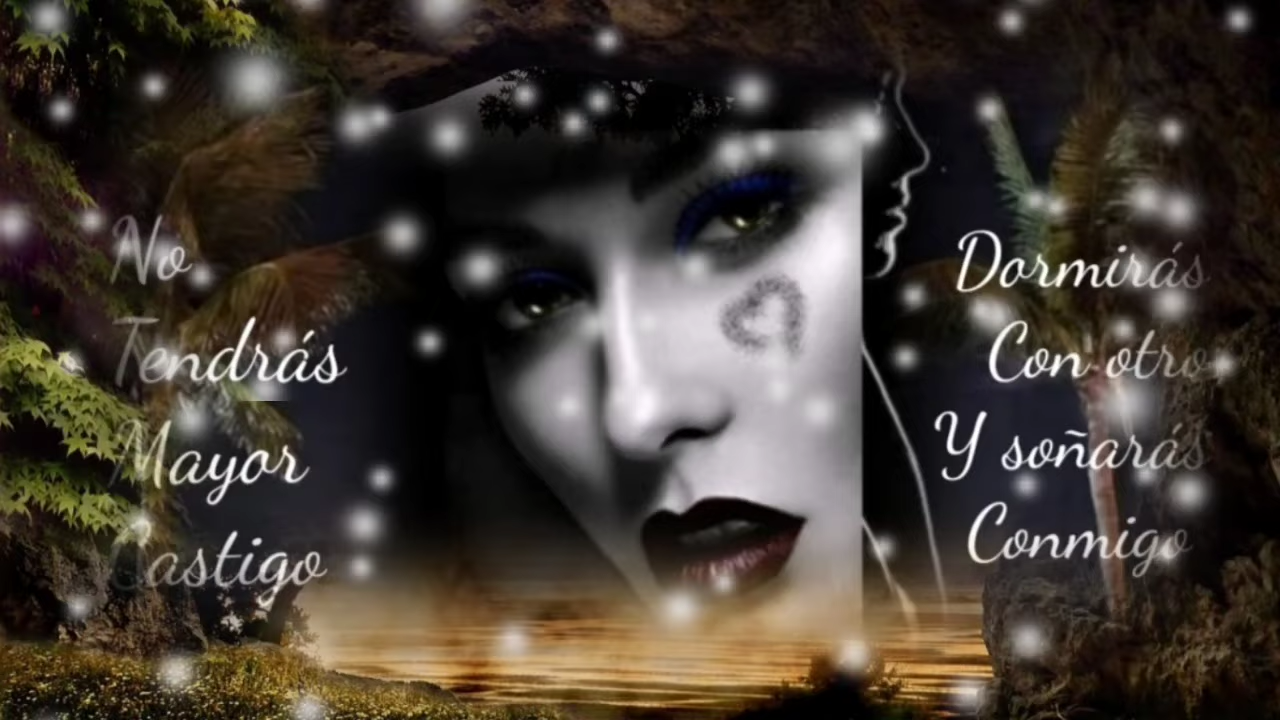 No
Tendrás
Mayor
Castigo
Dormirás
Con otro
Y soñarás
Conmigo